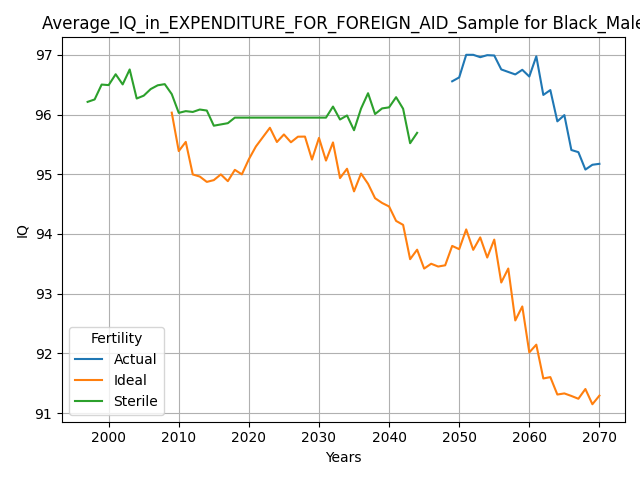 Average_IQ_in_EXPENDITURE_FOR_FOREIGN_AID_Sample for Black_Male
97
96
95
94
93
92
91
IQ
Fertility
Actual
Ideal
Sterile
2000 2010 2020 2030 2040 2050 2060 2070
Years